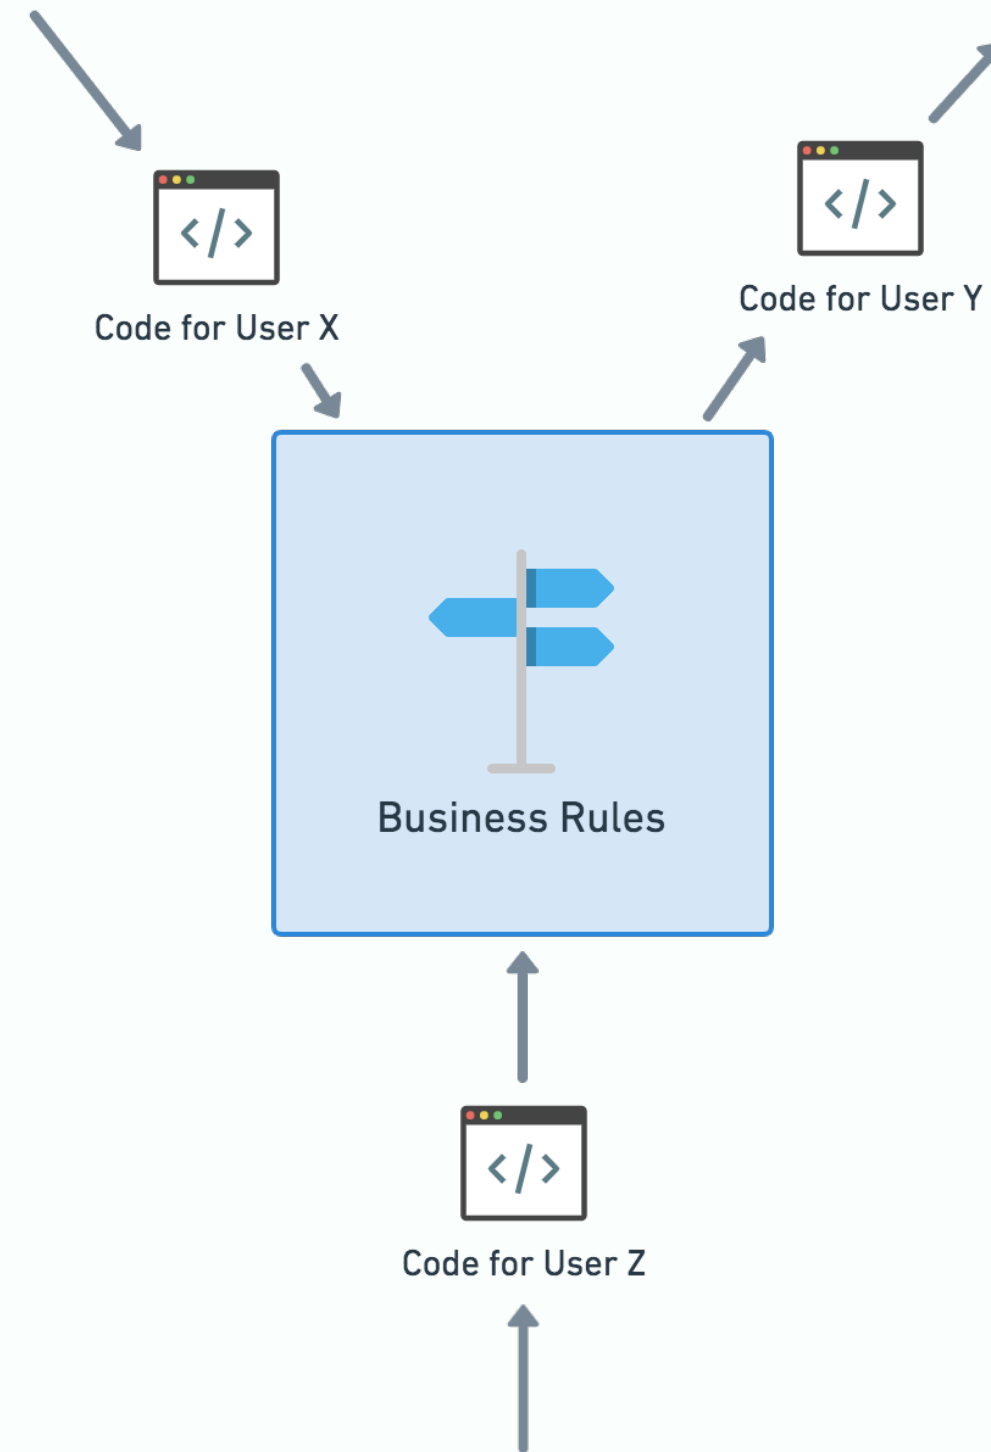 Code for User Y
Code for User X
Business Rules
Code for User Z